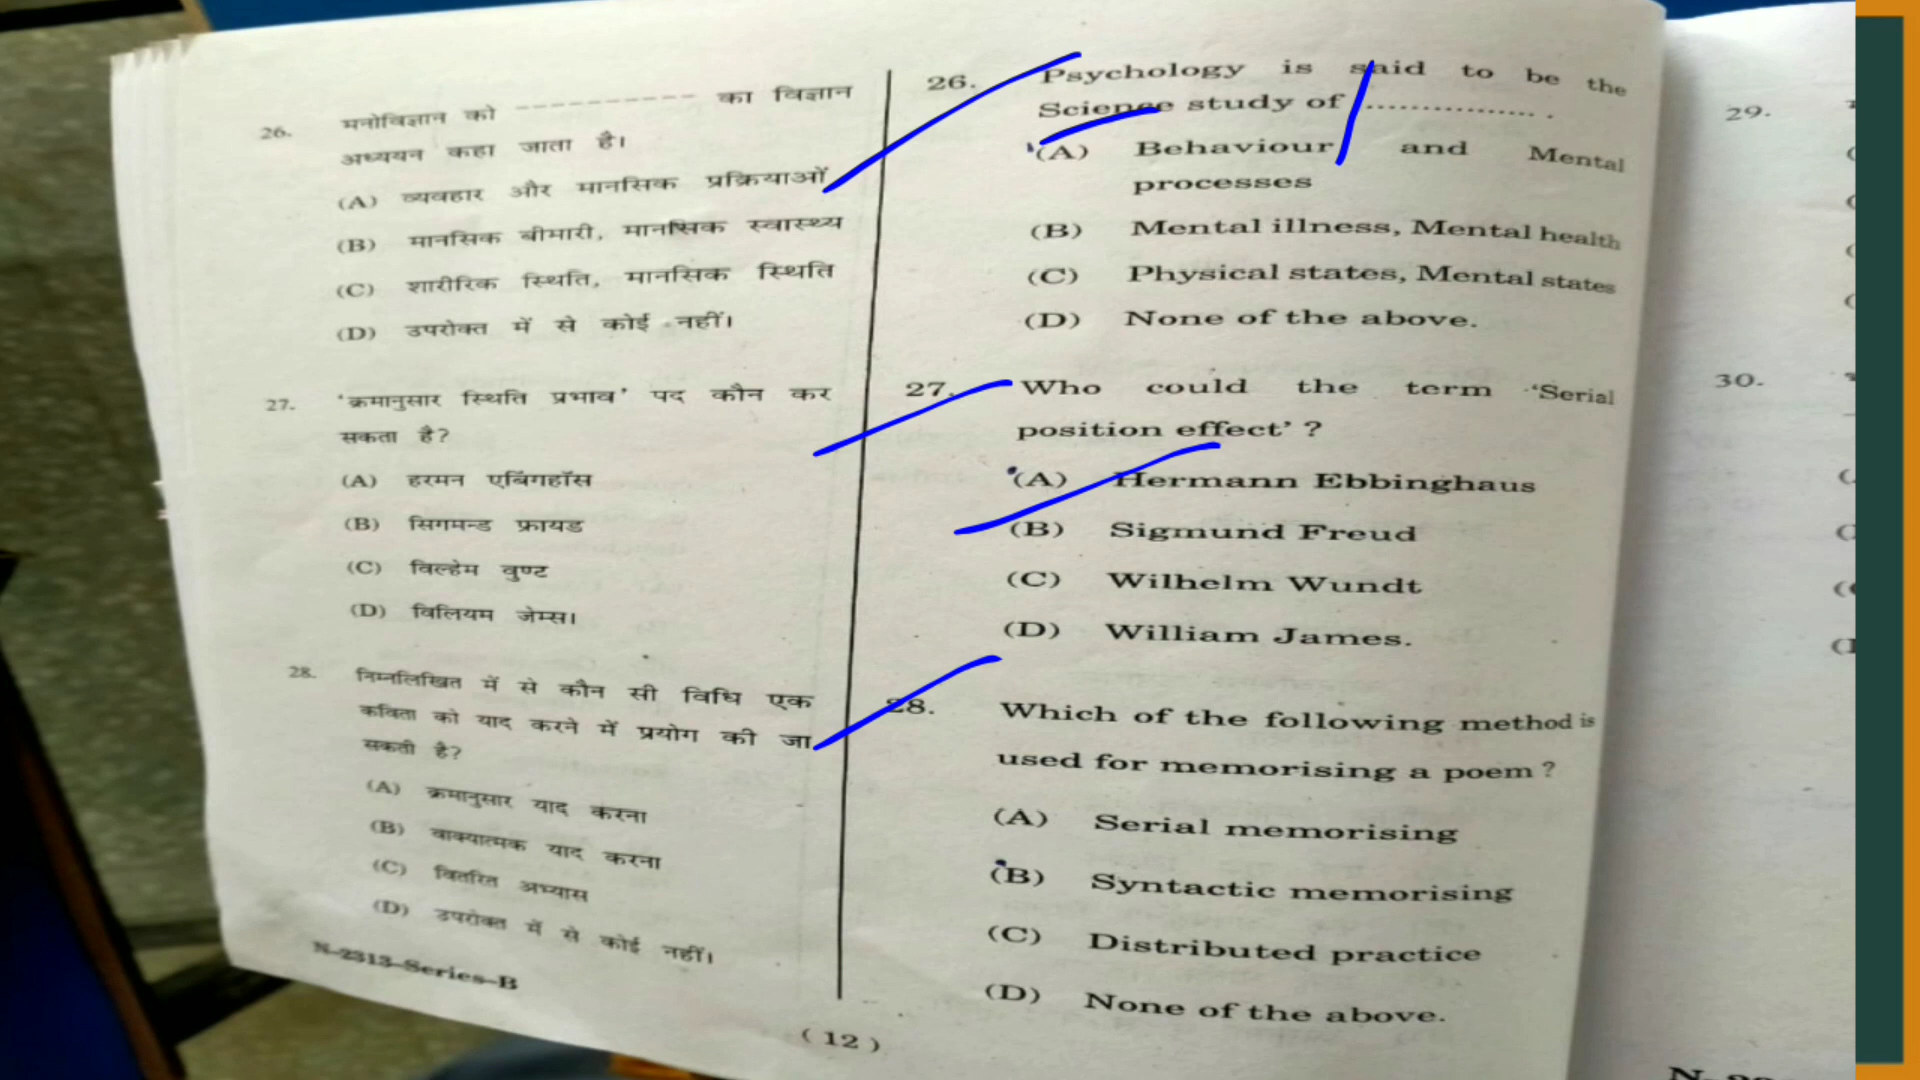 26. मनोविज्ञान को ---------- का विज्ञान
अध्ययन कहा जाता है।
(A) व्यवहार और मानसिक प्रक्रियाओं
(B) मानसिक बीमारी, मानसिक स्वास्थ्य
(C) शारीरिक स्थिति, मानसिक स्थिति
(D) उपरोक्त में से कोई नहीं।
27. 'क्रमानुसार स्थिति प्रभाव' पद कौन कर
सकता है?
(A) हरमन एबिंगहॉस
(B) सिगमन्ड फ्रायड
(C) विल्हेम वुण्ट
(D) विलियम जेम्स।
28. निम्नलिखित में से कौन सी विधि एक
कविता को याद करने में प्रयोग की जा
सकती है?
(A) क्रमानुसार याद करना
(B) वाक्यात्मक याद करना
(C) वितरित अभ्यास
(D) उपरोक्त में से कोई नहीं।
N-2313-Series-B
26. Psychology is said to be the
Science study of ..................
(A) Behaviour and Mental
processes
(B) Mental illness, Mental health
(C) Physical states, Mental states
(D) None of the above.
27. Who could the term 'Serial
position effect' ?
(A) Hermann Ebbinghaus
(B) Sigmund Freud
(C) Wilhelm Wundt
(D) William James.
28. Which of the following method is
used for memorising a poem ?
(A) Serial memorising
(B) Syntactic memorising
(C) Distributed practice
(D) None of the above.
( 12 )
29.
30.